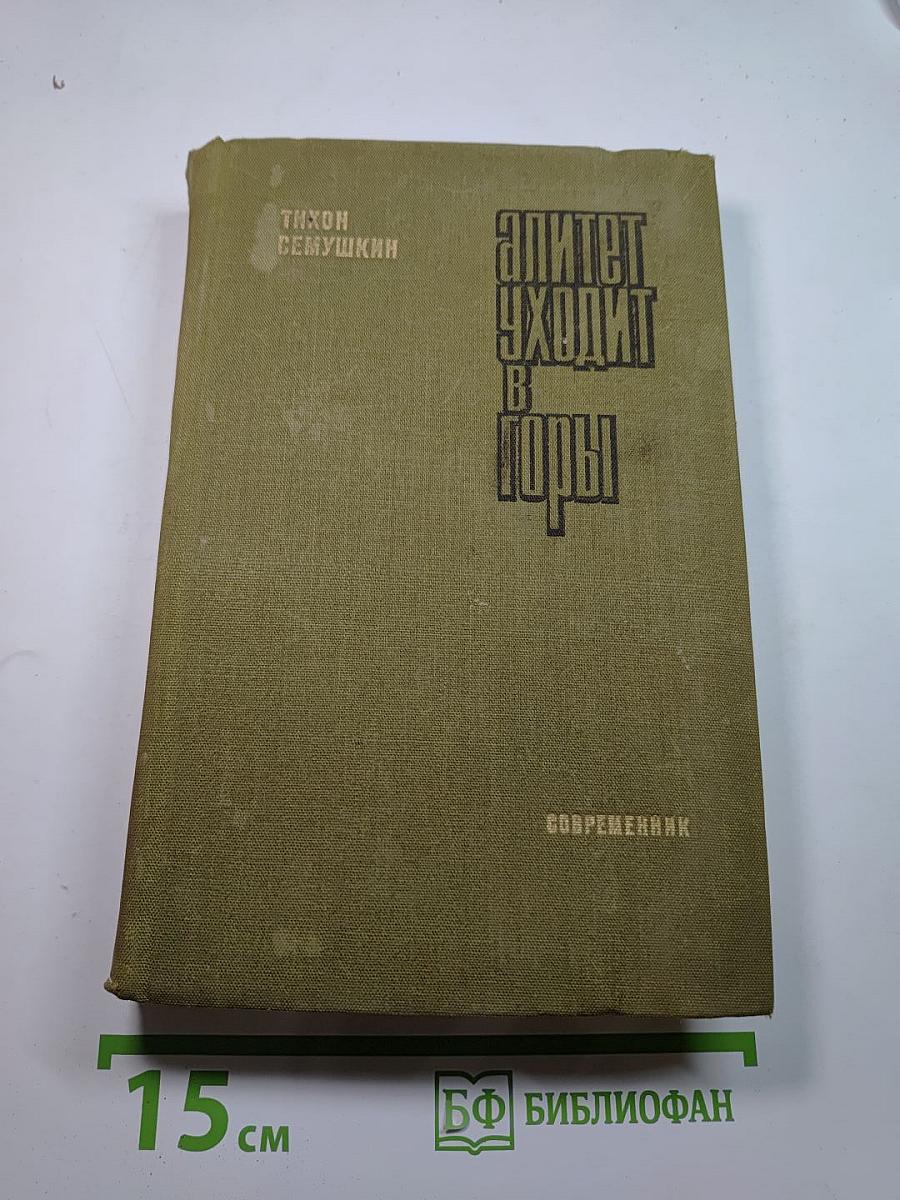 ТИХОН
СЕМУШКИН
АЛИТЕТ
УХОДИТ
В
ГОРЫ
СОВРЕМЕННИК
15 см
БФ БИБЛИОФАН